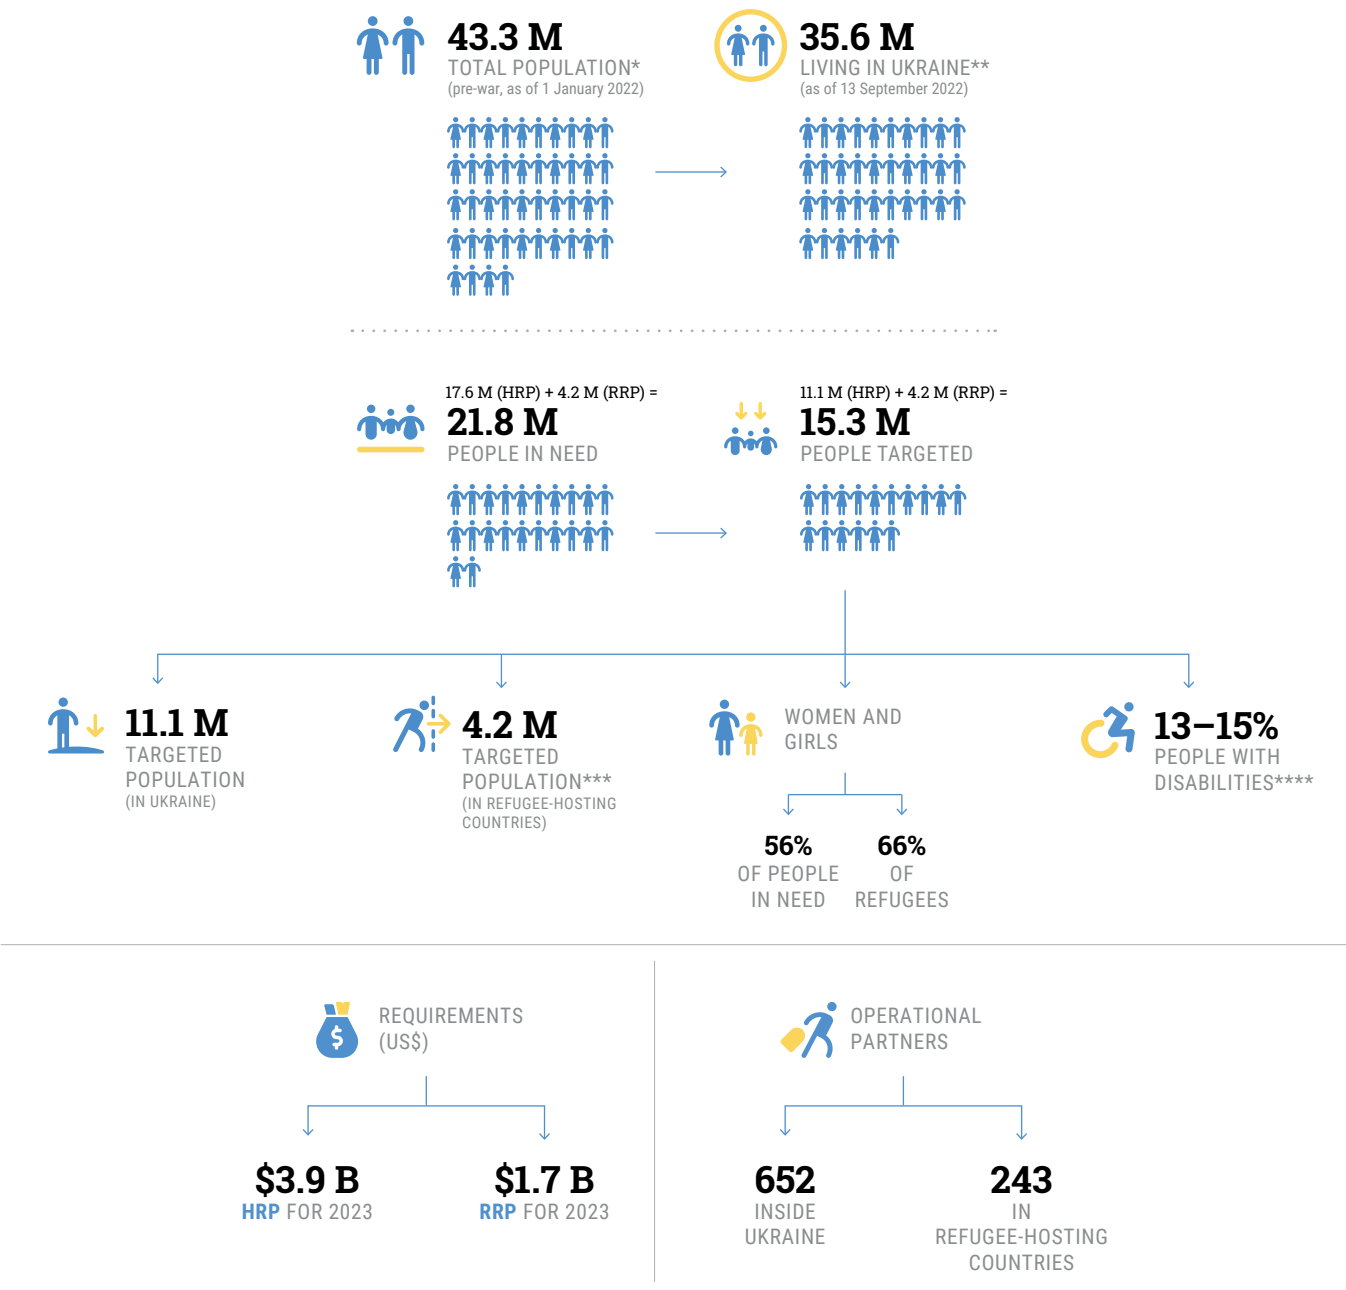 43.3 M
TOTAL POPULATION*
(pre-war, as of 1 January 2022)
35.6 M
LIVING IN UKRAINE**
(as of 13 September 2022)
17.6 M (HRP) + 4.2 M (RRP) =
21.8 M
PEOPLE IN NEED
11.1 M (HRP) + 4.2 M (RRP) =
15.3 M
PEOPLE TARGETED
11.1 M
TARGETED
POPULATION
(IN UKRAINE)
4.2 M
TARGETED
POPULATION***
(IN REFUGEE-HOSTING
COUNTRIES)
WOMEN AND
GIRLS
56%
OF PEOPLE
IN NEED
66%
OF
REFUGEES
13–15%
PEOPLE WITH
DISABILITIES****
REQUIREMENTS
(US$)
$
$3.9 B
HRP FOR 2023
$1.7 B
RRP FOR 2023
OPERATIONAL
PARTNERS
652
INSIDE
UKRAINE
243
IN
REFUGEE-HOSTING
COUNTRIES